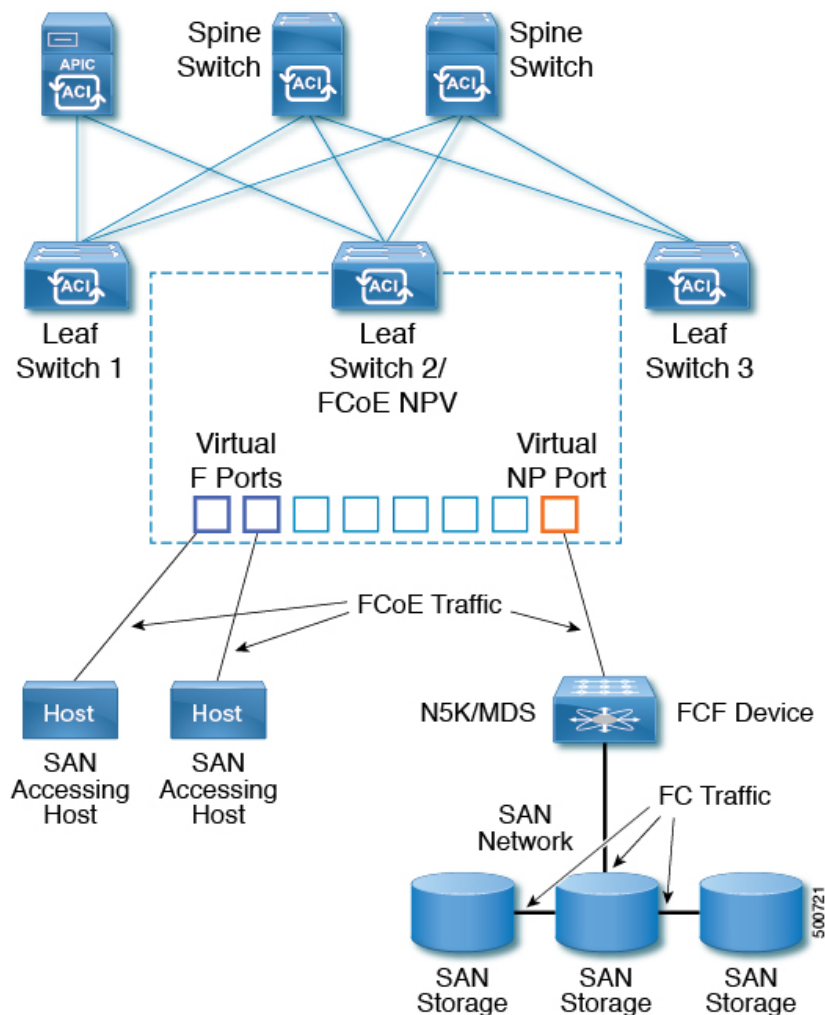 Spine
Switch
Spine
Switch
APIC
ACI
ACI
ACI
ACI
ACI
ACI
Leaf
Switch 1
Leaf
Switch 2/
FCoE NPV
Leaf
Switch 3
Virtual
F Ports
Virtual
NP Port
FCoE Traffic
Host
Host
SAN
Accessing
Host
SAN
Accessing
Host
N5K/MDS
FCF Device
FC Traffic
SAN
Network
SAN
Storage
SAN
Storage
SAN
Storage
500721